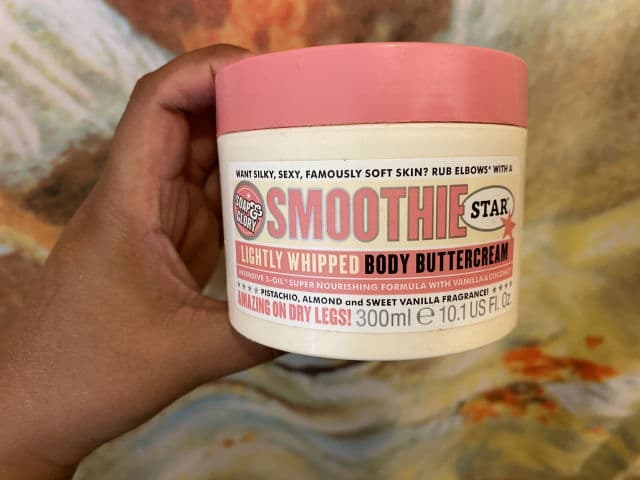 WANT SILKY, SEXY, FAMOUSLY SOFT SKIN? RUB ELBOWS* WITH A
SOAP & GLORY
SMOOTHIE STAR
LIGHTLY WHIPPED BODY BUTTERCREAM
INTENSIVE 3-OIL SUPER NOURISHING FORMULA WITH VANILLA & COCONUT
PISTACHIO, ALMOND and SWEET VANILLA FRAGRANCE!
AMAZING ON DRY LEGS! 300ml ℮ 10.1 US Fl. Oz.